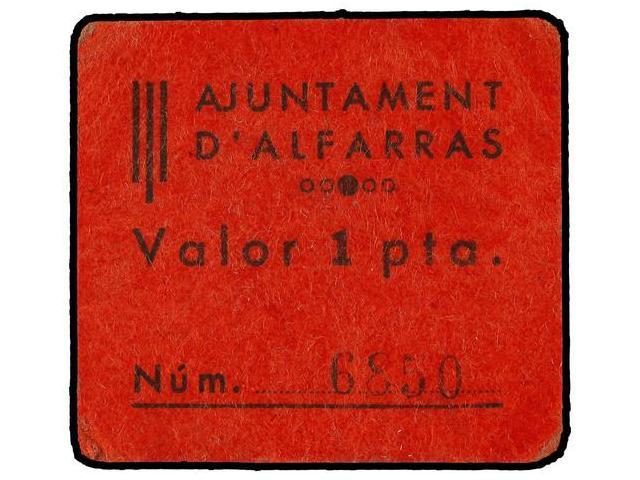 AJUNTAMENT
D'ALFARRAS
Valor 1 pta.
Núm. 6850